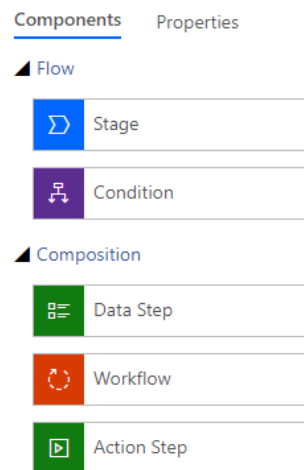 Components Properties
Flow
Stage
Condition
Composition
Data Step
Workflow
Action Step